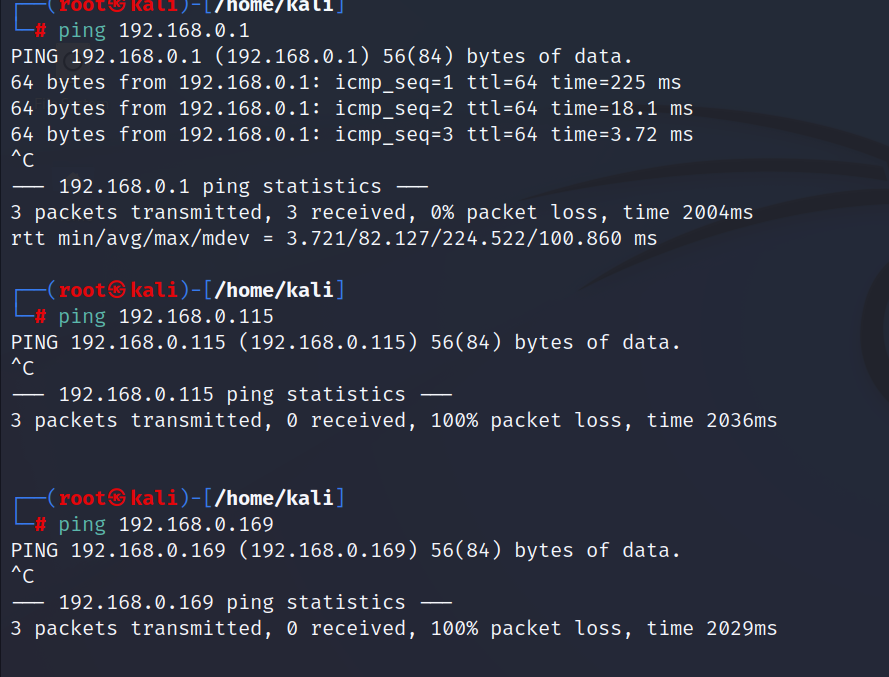 ┌──(root㉿kali)-[/home/kali]
└─# ping 192.168.0.1
PING 192.168.0.1 (192.168.0.1) 56(84) bytes of data.
64 bytes from 192.168.0.1: icmp_seq=1 ttl=64 time=225 ms
64 bytes from 192.168.0.1: icmp_seq=2 ttl=64 time=18.1 ms
64 bytes from 192.168.0.1: icmp_seq=3 ttl=64 time=3.72 ms
^C
--- 192.168.0.1 ping statistics ---
3 packets transmitted, 3 received, 0% packet loss, time 2004ms
rtt min/avg/max/mdev = 3.721/82.127/224.522/100.860 ms

┌──(root㉿kali)-[/home/kali]
└─# ping 192.168.0.115
PING 192.168.0.115 (192.168.0.115) 56(84) bytes of data.
^C
--- 192.168.0.115 ping statistics ---
3 packets transmitted, 0 received, 100% packet loss, time 2036ms

┌──(root㉿kali)-[/home/kali]
└─# ping 192.168.0.169
PING 192.168.0.169 (192.168.0.169) 56(84) bytes of data.
^C
--- 192.168.0.169 ping statistics ---
3 packets transmitted, 0 received, 100% packet loss, time 2029ms